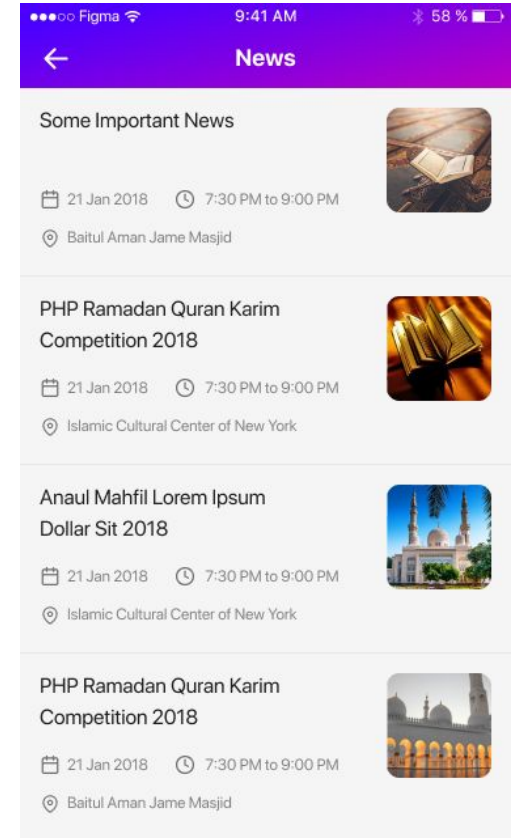 Figma 9:41 AM 58 %
News
Some Important News
21 Jan 2018 7:30 PM to 9:00 PM
Baitul Aman Jame Masjid
PHP Ramadan Quran Karim
Competition 2018
21 Jan 2018 7:30 PM to 9:00 PM
Islamic Cultural Center of New York
Anaul Mahfil Lorem Ipsum
Dollar Sit 2018
21 Jan 2018 7:30 PM to 9:00 PM
Islamic Cultural Center of New York
PHP Ramadan Quran Karim
Competition 2018
21 Jan 2018 7:30 PM to 9:00 PM
Baitul Aman Jame Masjid